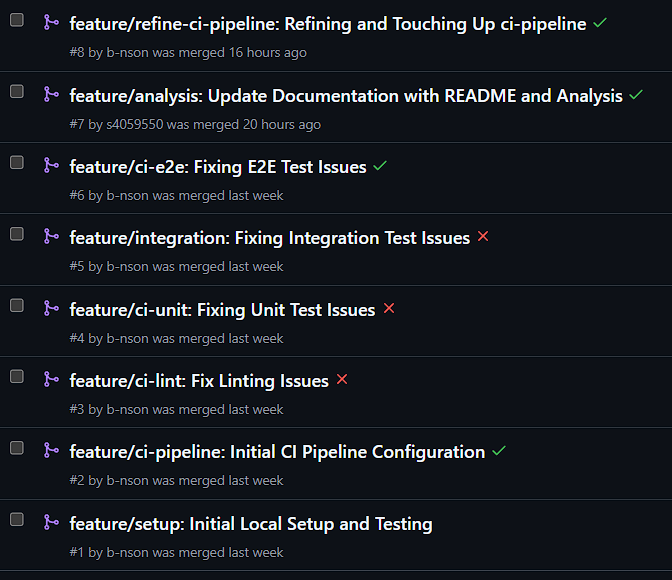 feature/refine-ci-pipeline: Refining and Touching Up ci-pipeline
#8 by b-nson was merged 16 hours ago
feature/analysis: Update Documentation with README and Analysis
#7 by s4059550 was merged 20 hours ago
feature/ci-e2e: Fixing E2E Test Issues
#6 by b-nson was merged last week
feature/integration: Fixing Integration Test Issues
#5 by b-nson was merged last week
feature/ci-unit: Fixing Unit Test Issues
#4 by b-nson was merged last week
feature/ci-lint: Fix Linting Issues
#3 by b-nson was merged last week
feature/ci-pipeline: Initial CI Pipeline Configuration
#2 by b-nson was merged last week
feature/setup: Initial Local Setup and Testing
#1 by b-nson was merged last week